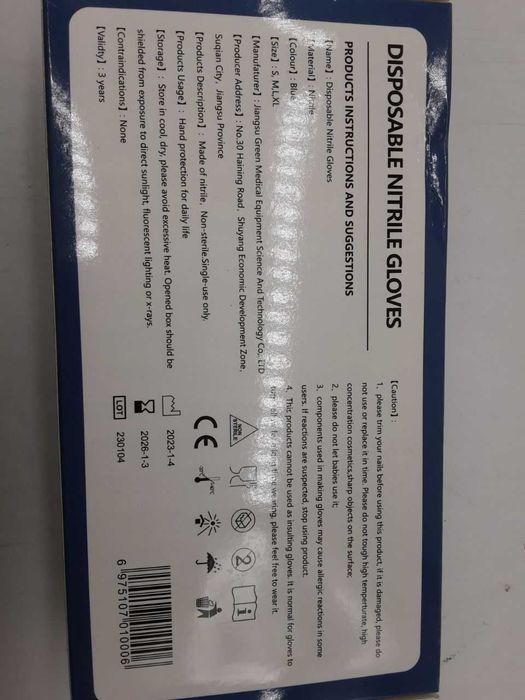 DISPOSABLE NITRILE GLOVES
PRODUCTS INSTRUCTIONS AND SUGGESTIONS
【Name】: Disposable Nitrile Gloves
【Material】: Nitrile
【Colour】: Blue
【Size】: S, M,L,XL
【Manufaturer】: Jiangsu Green Medical Equipment Science And Technology Co., LTD
【Producer Address】: No.30 Haining Road, Shuyang Economic Development Zone,
Suqian City, Jiangsu Province
【Products Description】: Made of nitrile, Non-sterile.Single-use only.
【Products Usage】: Hand protection for daily life
【Storage】: Store in cool, dry, please avoid excessive heat. Opened box should be
shielded from exposure to direct sunlight, fluorescent lighting or x-rays.
【Contraindications】: None
【Validty】: 3 years
【Caution】:
1、please trim your nails before using this product, if it is damaged, please do
not use or replace it in time. Please do not tough high temperturate, high
concentration cosmetics,sharp objects on the surface;
2、please do not let babies use it;
3、components used in making gloves may cause allergic reactions in some
users. If reactions are suspected, stop using product.
4、This products cannot be used as insulting gloves. It is normal for gloves to
wearing, please feel free to wear it.
NON
STERILE
2
i
CE
2023-1-4
2026-1-3
LOT 230104
6 975107 010006